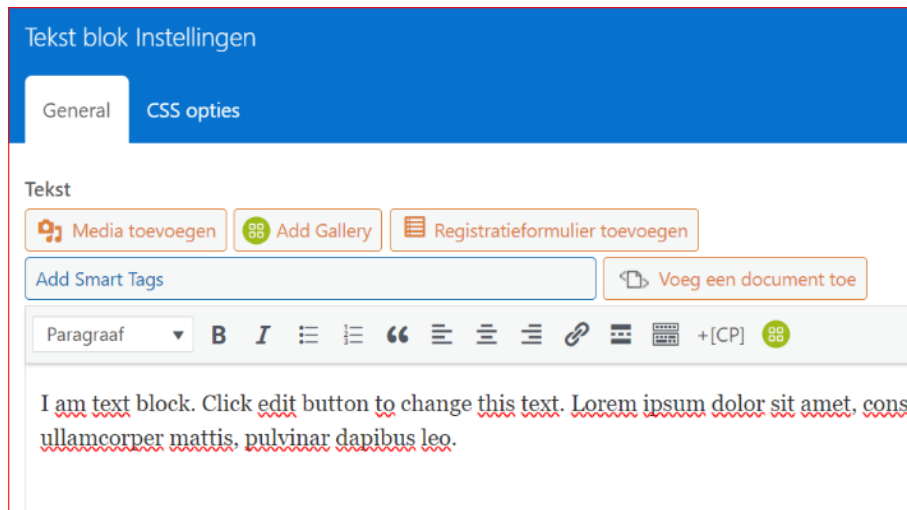 Tekst blok Instellingen
General CSS opties
Tekst
Media toevoegen Add Gallery Registratieformulier toevoegen
Add Smart Tags Voeg een document toe
Paragraaf B I +[CP]
I am text block. Click edit button to change this text. Lorem ipsum dolor sit amet, cons
ullamcorper mattis, pulvinar dapibus leo.